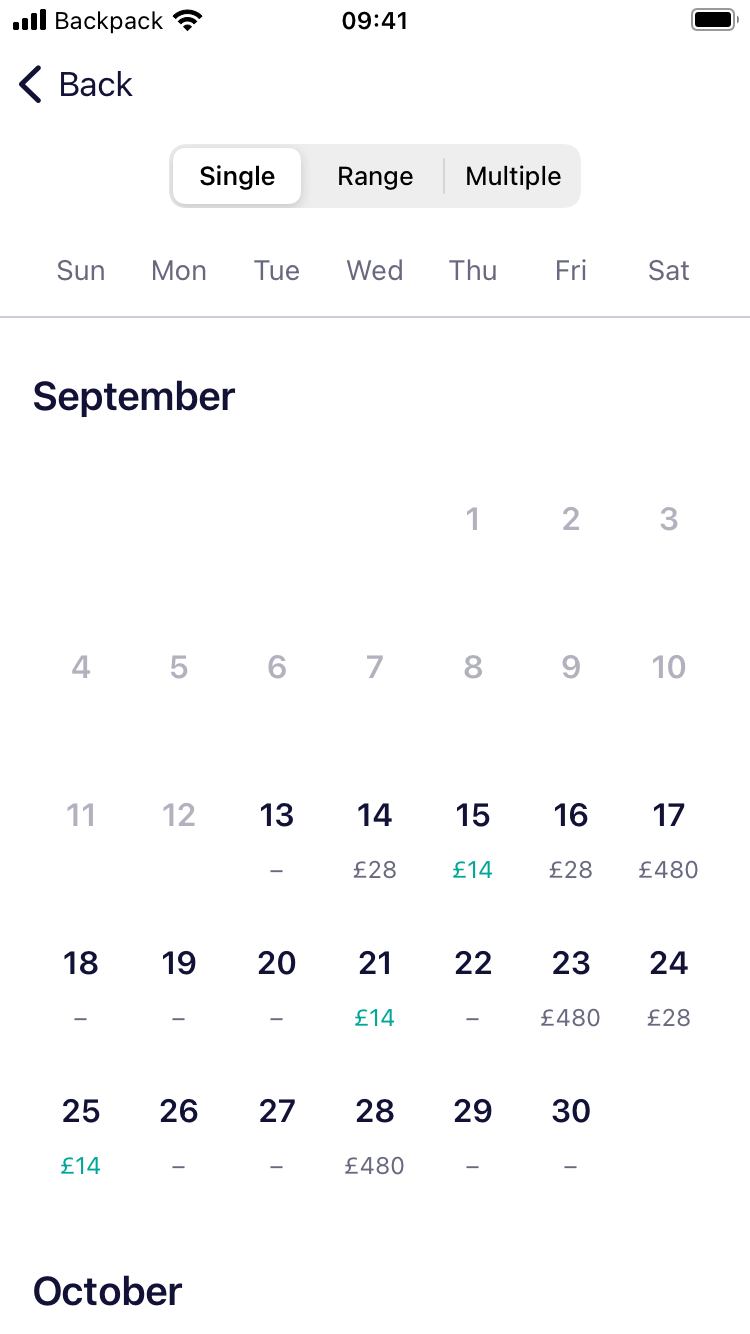 Backpack 09:41
Back
Single Range Multiple
Sun Mon Tue Wed Thu Fri Sat
September
1 2 3
4 5 6 7 8 9 10
11 12 13 14 15 16 17
– £28 £14 £28 £480
18 19 20 21 22 23 24
– – – £14 – £480 £28
25 26 27 28 29 30
£14 – – £480 – –
October